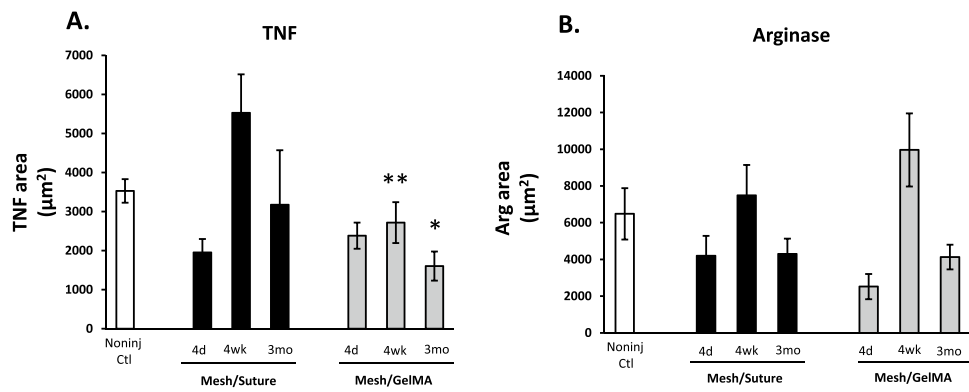 A.
TNF
TNF area
(µm²)
7000
6000
5000
4000
3000
2000
1000
0
**
*
Noninj
Ctl
4d 4wk 3mo
Mesh/Suture
4d 4wk 3mo
Mesh/GelMA
B.
Arginase
Arg area
(µm²)
14000
12000
10000
8000
6000
4000
2000
0
Noninj
Ctl
4d 4wk 3mo
Mesh/Suture
4d 4wk 3mo
Mesh/GelMA